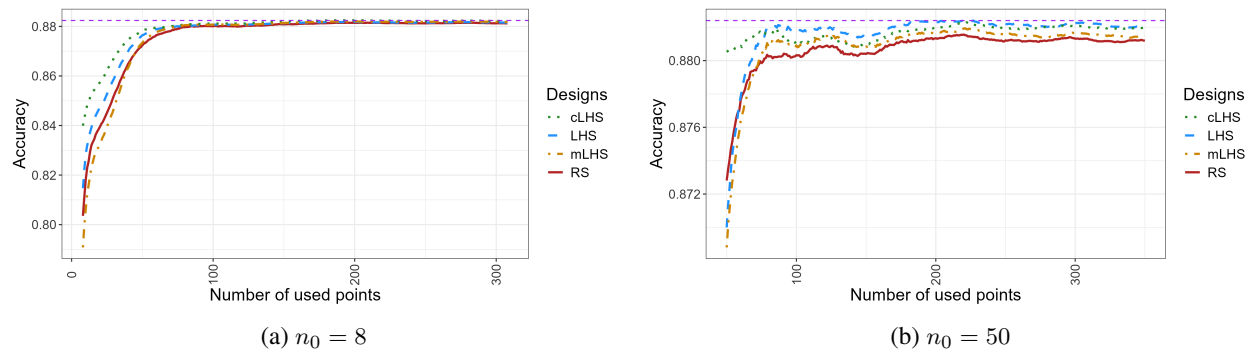 0.88
0.86
0.84
0.82
0.80
Accuracy
0
100
200
300
Number of used points
Designs
cLHS
LHS
mLHS
RS
(a) n₀ = 8
0.880
0.876
0.872
Accuracy
100
200
300
Number of used points
Designs
cLHS
LHS
mLHS
RS
(b) n₀ = 50